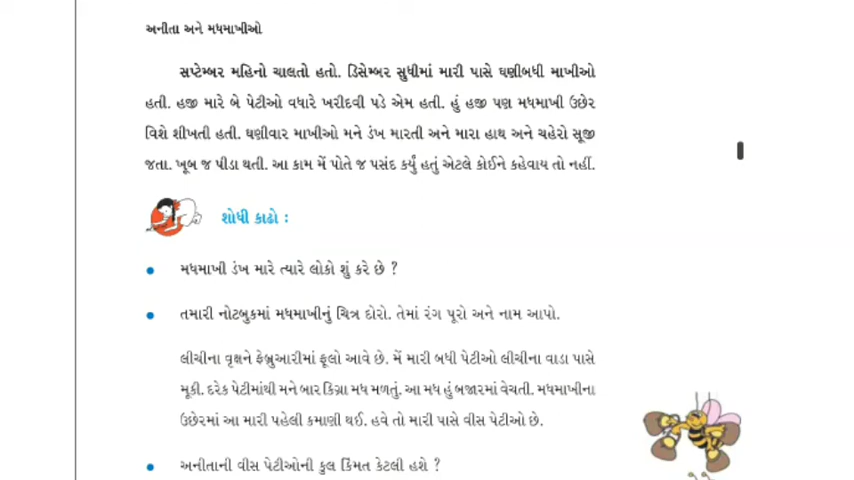 અનીતા અને મધમાખીઓ
સપ્ટેમ્બર મહિનો ચાલતો હતો. ડિસેમ્બર સુધીમાં મારી પાસે ઘણીબધી માખીઓ
હતી. હજી મારે બે પેટીઓ વધારે ખરીદવી પડે એમ હતી. હું હજી પણ મધમાખી ઉછેર
વિશે શીખતી હતી. ઘણીવાર માખીઓ મને ડંખ મારતી અને મારા હાથ અને ચહેરો સૂજી
જતા. ખૂબ જ પીડા થતી. આ કામ મેં પોતે જ પસંદ કર્યું હતું એટલે કોઈને કહેવાય તો નહીં.
શોધી કાઢો :
• મધમાખી ડંખ મારે ત્યારે લોકો શું કરે છે ?
• તમારી નોટબુકમાં મધમાખીનું ચિત્ર દોરો. તેમાં રંગ પૂરો અને નામ આપો.
લીચીના વૃક્ષને ફેબ્રુઆરીમાં ફૂલો આવે છે. મેં મારી બધી પેટીઓ લીચીના વાડા પાસે
મૂકી. દરેક પેટીમાંથી મને બાર કિગ્રા મધ મળતું. આ મધ હું બજારમાં વેચતી. મધમાખીના
ઉછેરમાં આ મારી પહેલી કમાણી થઈ. હવે તો મારી પાસે વીસ પેટીઓ છે.
• અનીતાની વીસ પેટીઓની કુલ કિંમત કેટલી હશે ?